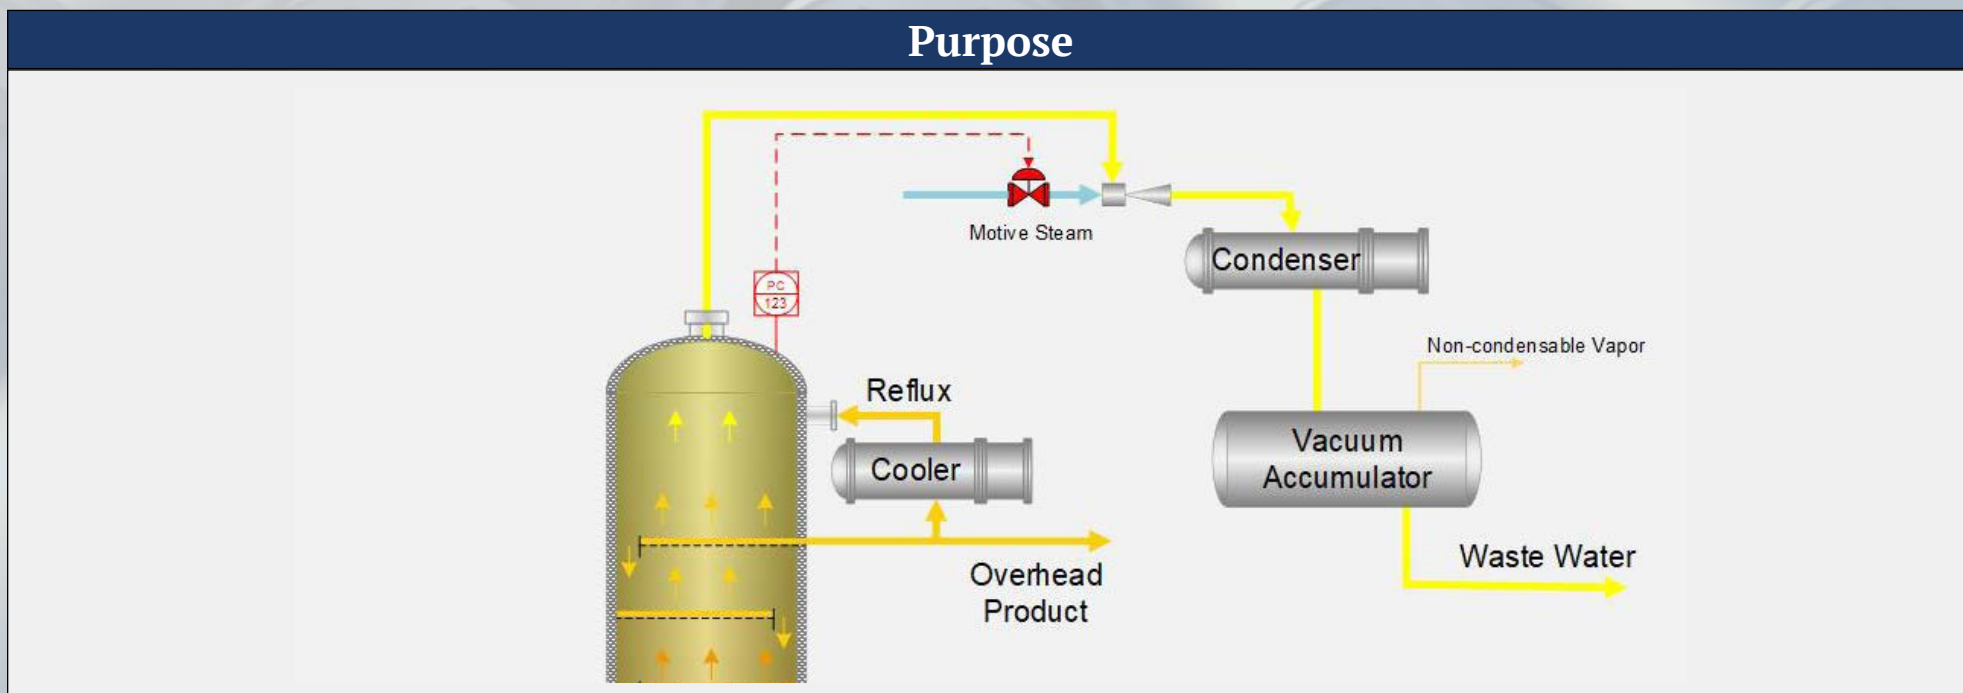 Purpose
Motive Steam
Condenser
PC
123
Non-condensable Vapor
Reflux
Cooler
Vacuum
Accumulator
Overhead
Product
Waste Water